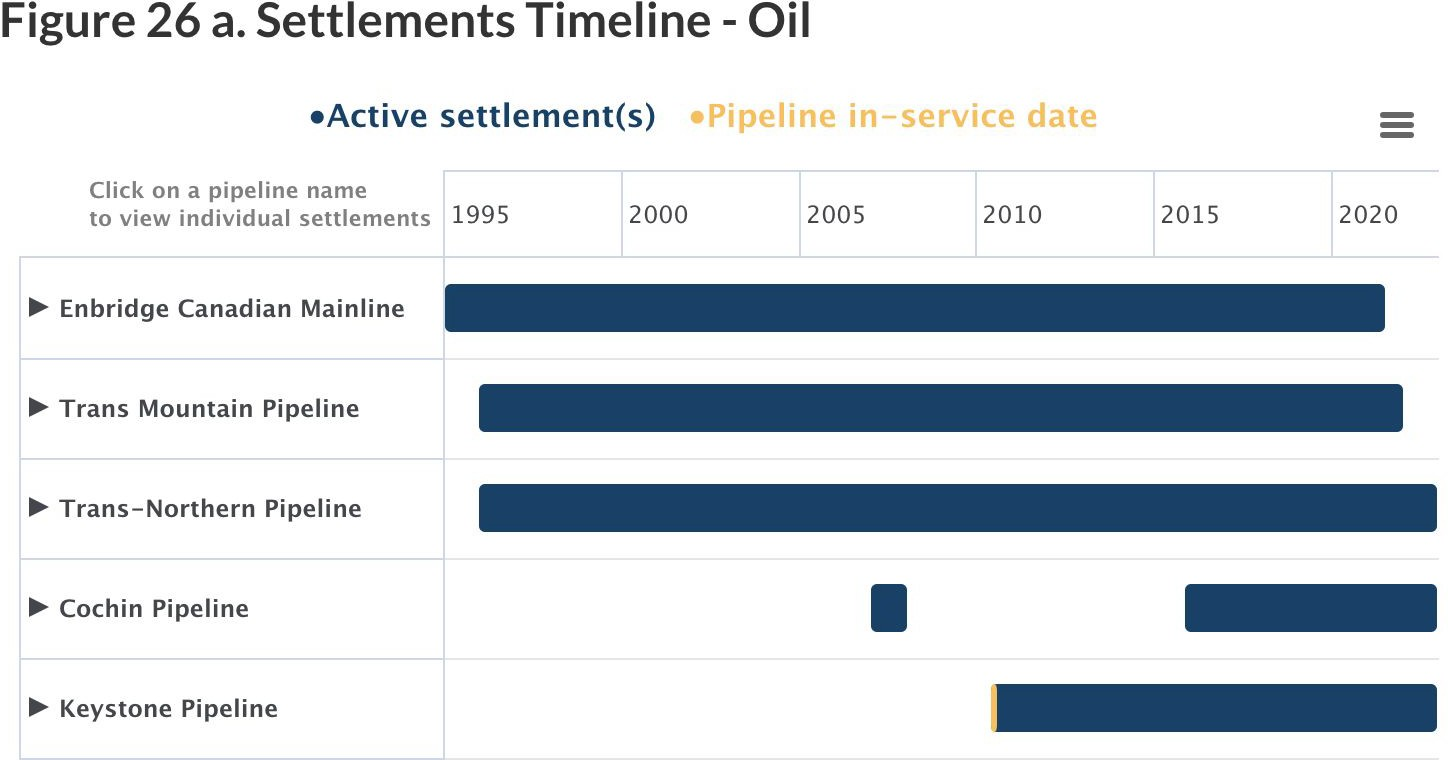 Figure 26 a. Settlements Timeline - Oil
•Active settlement(s) •Pipeline in-service date
Click on a pipeline name
to view individual settlements
1995 2000 2005 2010 2015 2020
▶ Enbridge Canadian Mainline
▶ Trans Mountain Pipeline
▶ Trans-Northern Pipeline
▶ Cochin Pipeline
▶ Keystone Pipeline